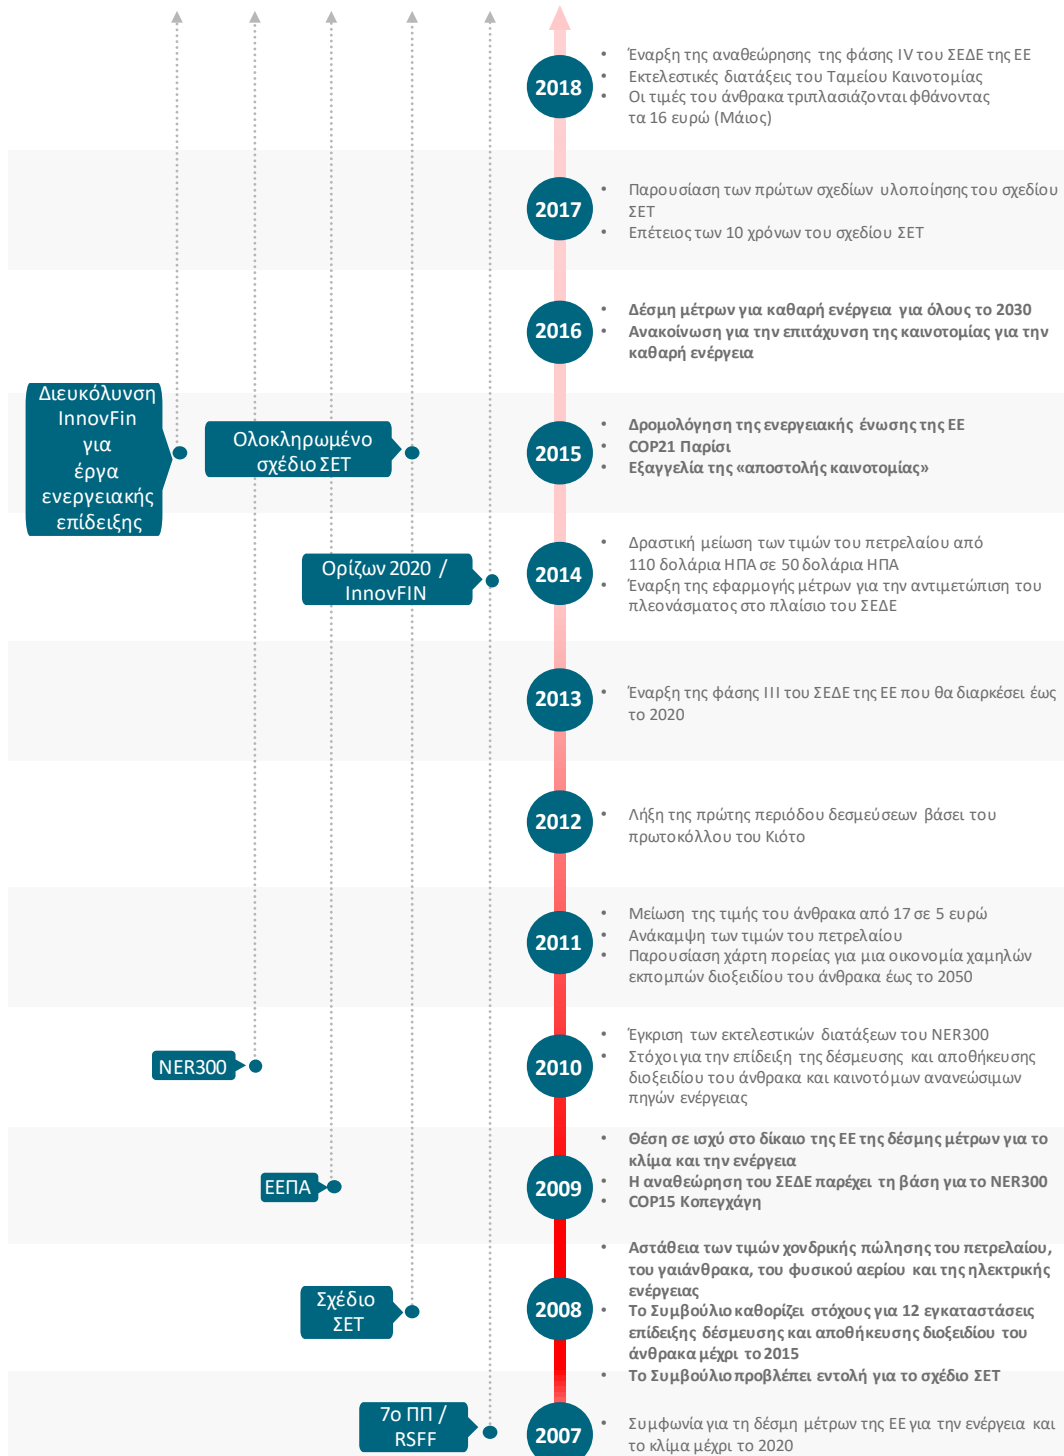 2018
• Έναρξη της αναθεώρησης της φάσης IV του ΣΕΔΕ της ΕΕ
• Εκτελεστικές διατάξεις του Ταμείου Καινοτομίας
• Οι τιμές του άνθρακα τριπλασιάζονται φθάνοντας
τα 16 ευρώ (Μάιος)
2017
• Παρουσίαση των πρώτων σχεδίων υλοποίησης του σχεδίου
ΣΕΤ
• Επέτειος των 10 χρόνων του σχεδίου ΣΕΤ
2016
• Δέσμη μέτρων για καθαρή ενέργεια για όλους το 2030
• Ανακοίνωση για την επιτάχυνση της καινοτομίας για την
καθαρή ενέργεια
Διευκόλυνση
InnovFin
για
έργα
ενεργειακής
επίδειξης
Ολοκληρωμένο
σχέδιο ΣΕΤ
2015
• Δρομολόγηση της ενεργειακής ένωσης της ΕΕ
• COP21 Παρίσι
• Εξαγγελία της «αποστολής καινοτομίας»
Ορίζων 2020 /
InnovFIN
2014
• Δραστική μείωση των τιμών του πετρελαίου από
110 δολάρια ΗΠΑ σε 50 δολάρια ΗΠΑ
• Έναρξη της εφαρμογής μέτρων για την αντιμετώπιση του
πλεονάσματος στο πλαίσιο του ΣΕΔΕ
2013
• Έναρξη της φάσης III του ΣΕΔΕ της ΕΕ που θα διαρκέσει έως
το 2020
2012
• Λήξη της πρώτης περιόδου δεσμεύσεων βάσει του
πρωτοκόλλου του Κιότο
2011
• Μείωση της τιμής του άνθρακα από 17 σε 5 ευρώ
• Ανάκαμψη των τιμών του πετρελαίου
• Παρουσίαση χάρτη πορείας για μια οικονομία χαμηλών
εκπομπών διοξειδίου του άνθρακα έως το 2050
NER300
2010
• Έγκριση των εκτελεστικών διατάξεων του NER300
• Στόχοι για την επίδειξη της δέσμευσης και αποθήκευσης
διοξειδίου του άνθρακα και καινοτόμων ανανεώσιμων
πηγών ενέργειας
ΕΕΠΑ
2009
• Θέση σε ισχύ στο δίκαιο της ΕΕ της δέσμης μέτρων για το
κλίμα και την ενέργεια
• Η αναθεώρηση του ΣΕΔΕ παρέχει τη βάση για το NER300
• COP15 Κοπεγχάγη
Σχέδιο
ΣΕΤ
2008
• Αστάθεια των τιμών χονδρικής πώλησης του πετρελαίου,
του γαιάνθρακα, του φυσικού αερίου και της ηλεκτρικής
ενέργειας
• Το Συμβούλιο καθορίζει στόχους για 12 εγκαταστάσεις
επίδειξης δέσμευσης και αποθήκευσης διοξειδίου του
άνθρακα μέχρι το 2015
• Το Συμβούλιο προβλέπει εντολή για το σχέδιο ΣΕΤ
7ο ΠΠ /
RSFF
2007
• Συμφωνία για τη δέσμη μέτρων της ΕΕ για την ενέργεια και
το κλίμα μέχρι το 2020